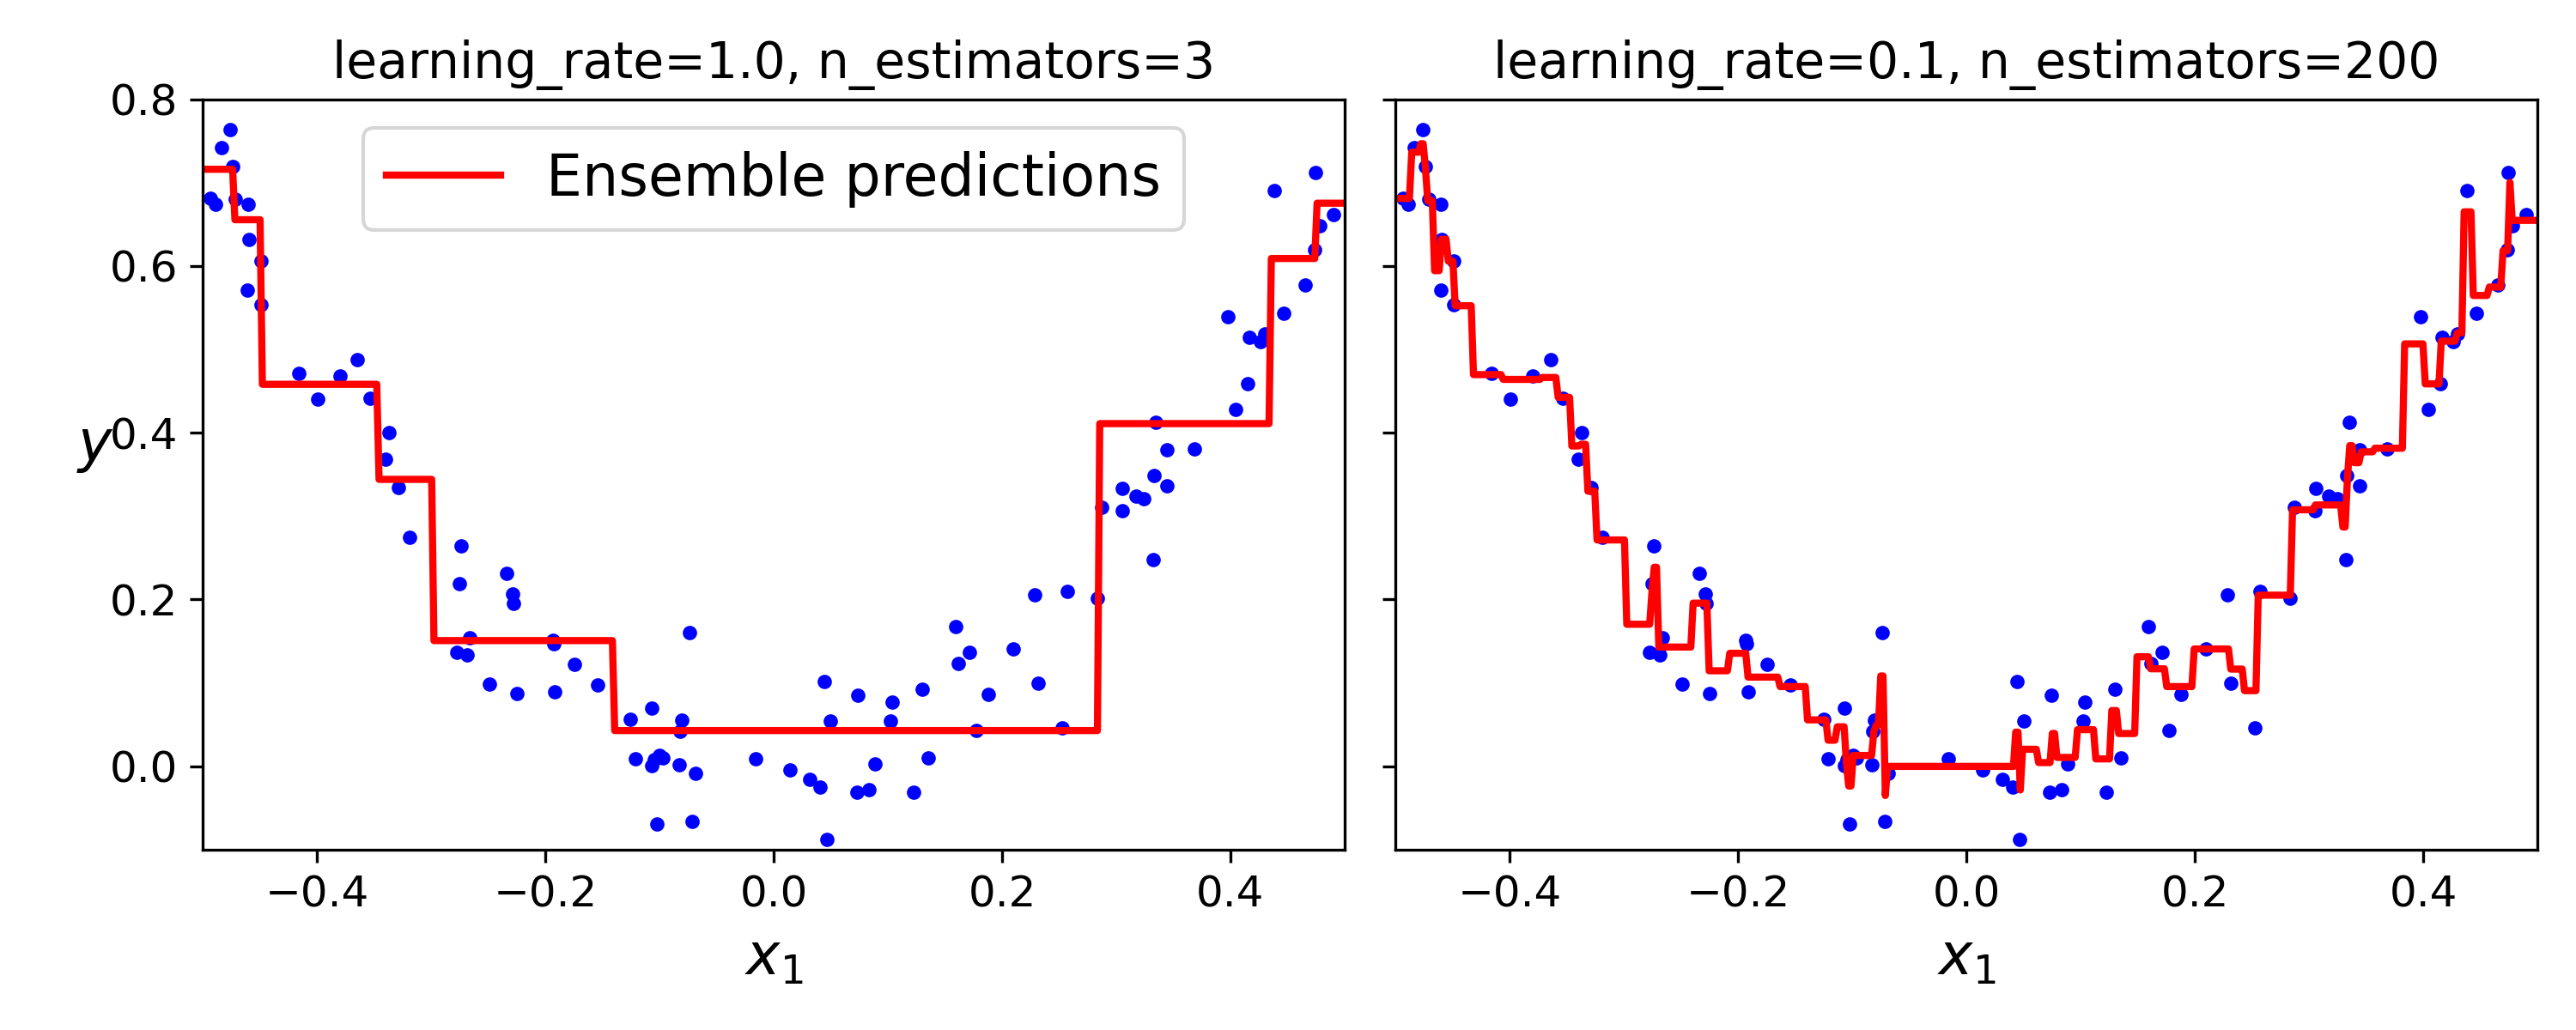 learning_rate=1.0, n_estimators=3
learning_rate=0.1, n_estimators=200
Ensemble predictions
y
0.8
0.6
0.4
0.2
0.0
−0.4 −0.2 0.0 0.2 0.4
−0.4 −0.2 0.0 0.2 0.4
x₁
x₁